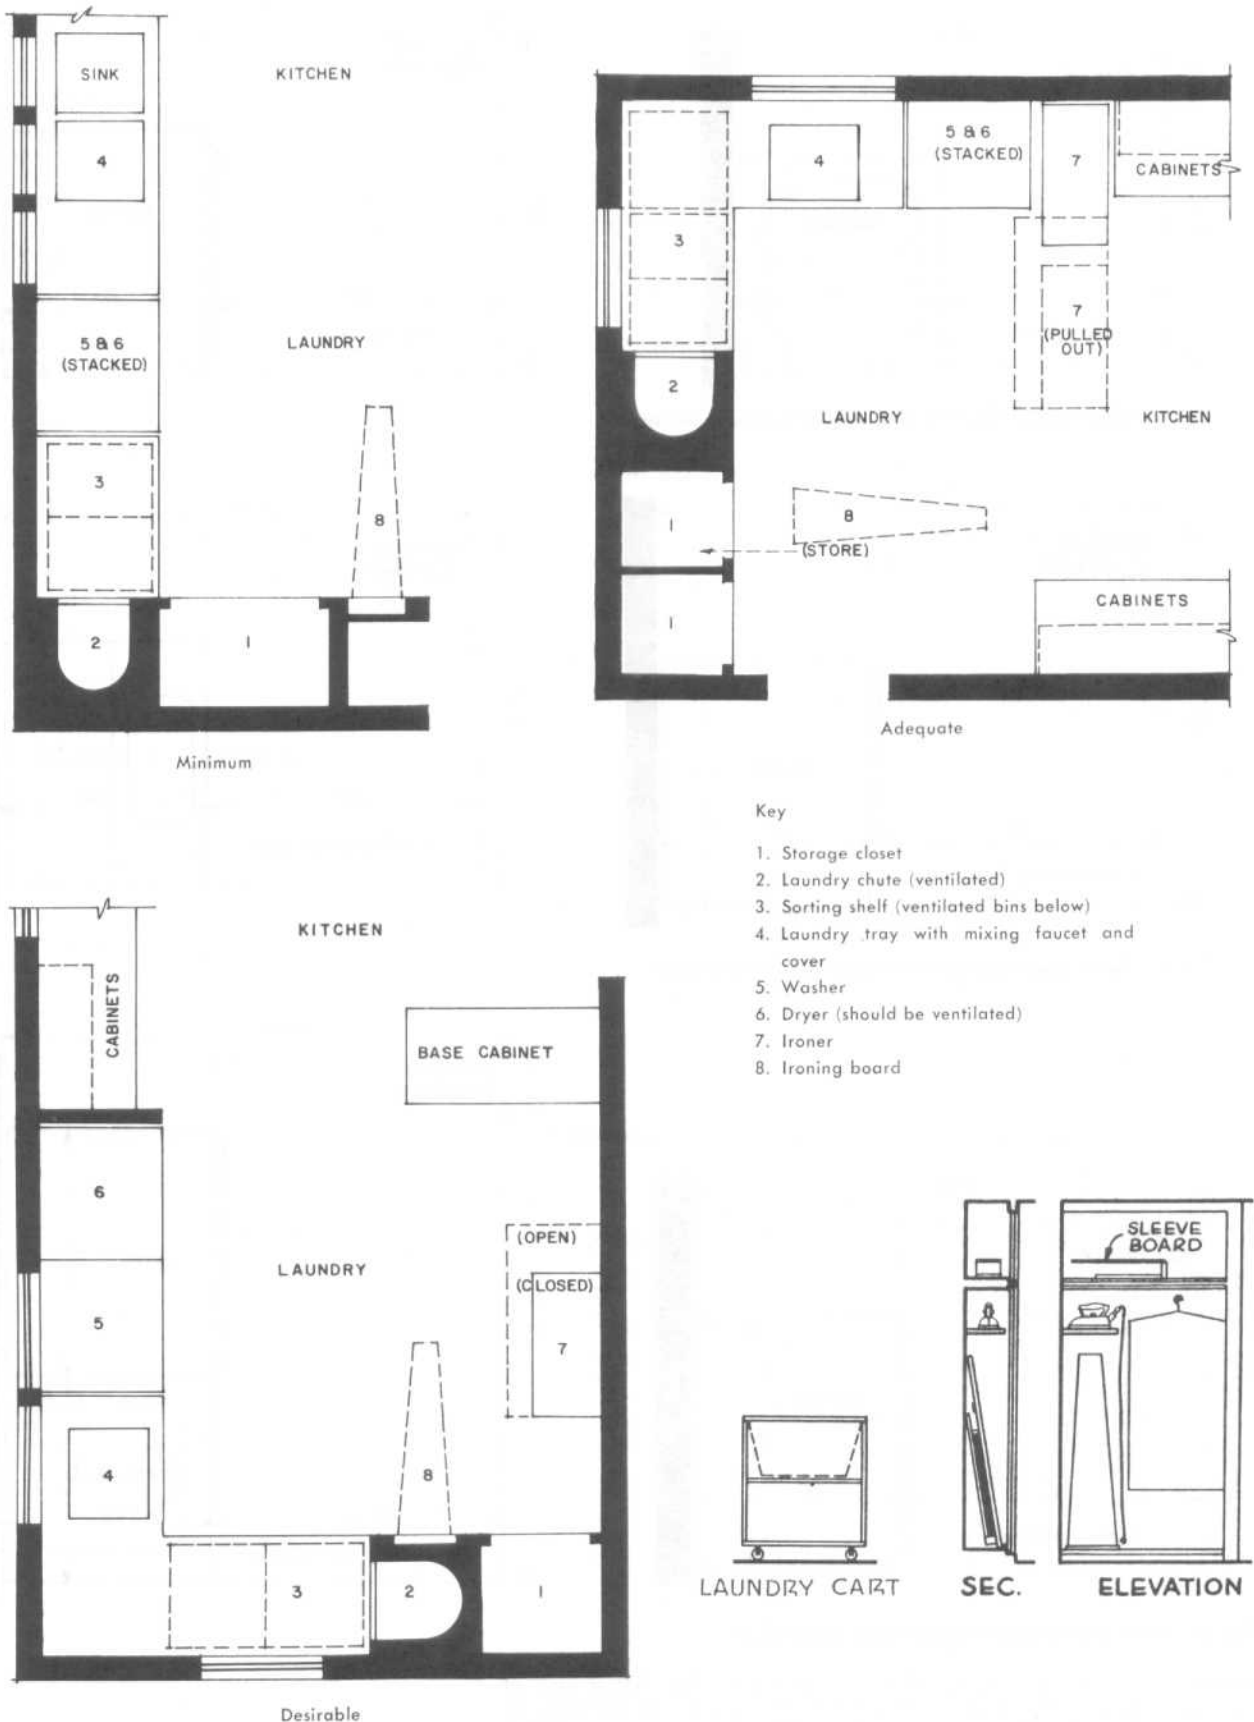 SINK
KITCHEN
4
5 & 6
(STACKED)
LAUNDRY
3
8
2
1
Minimum
4
5 & 6
(STACKED)
7
CABINETS
3
7
(PULLED
OUT)
2
LAUNDRY
KITCHEN
1
8
(STORE)
1
CABINETS
Adequate
Key
1. Storage closet
2. Laundry chute (ventilated)
3. Sorting shelf (ventilated bins below)
4. Laundry tray with mixing faucet and
cover
5. Washer
6. Dryer (should be ventilated)
7. Ironer
8. Ironing board
KITCHEN
CABINETS
BASE CABINET
6
(OPEN)
LAUNDRY
(CLOSED)
5
7
4
8
3
2
1
Desirable
SLEEVE
BOARD
LAUNDRY CART
SEC.
ELEVATION